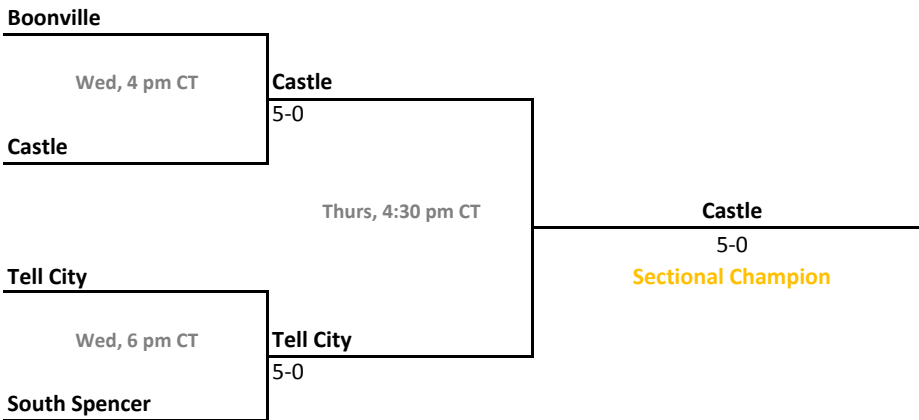 Boonville
Wed, 4 pm CT
Castle
5-0
Castle
Thurs, 4:30 pm CT
Castle
5-0
Sectional Champion
Tell City
Wed, 6 pm CT
Tell City
5-0
South Spencer